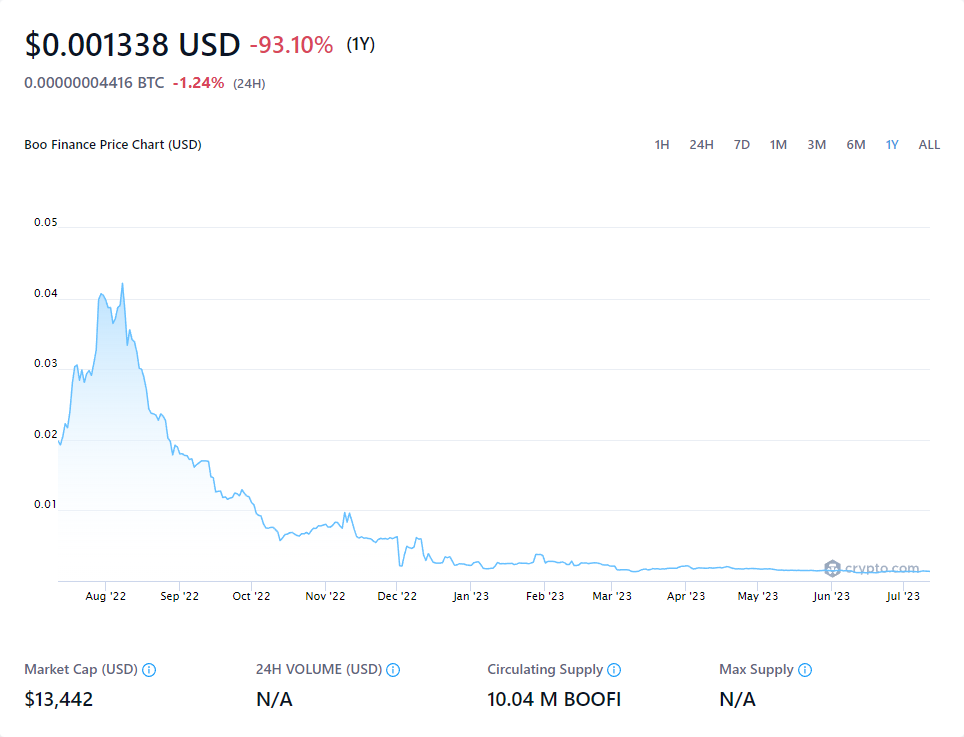 $0.001338 USD -93.10% (1Y)
0.00000004416 BTC -1.24% (24H)
Boo Finance Price Chart (USD) 1H 24H 7D 1M 3M 6M 1Y ALL
0.05
0.04
0.03
0.02
0.01
crypto.com
Aug '22 Sep '22 Oct '22 Nov '22 Dec '22 Jan '23 Feb '23 Mar '23 Apr '23 May '23 Jun '23 Jul '23
Market Cap (USD) 24H VOLUME (USD) Circulating Supply Max Supply
$13,442 N/A 10.04 M BOOFI N/A